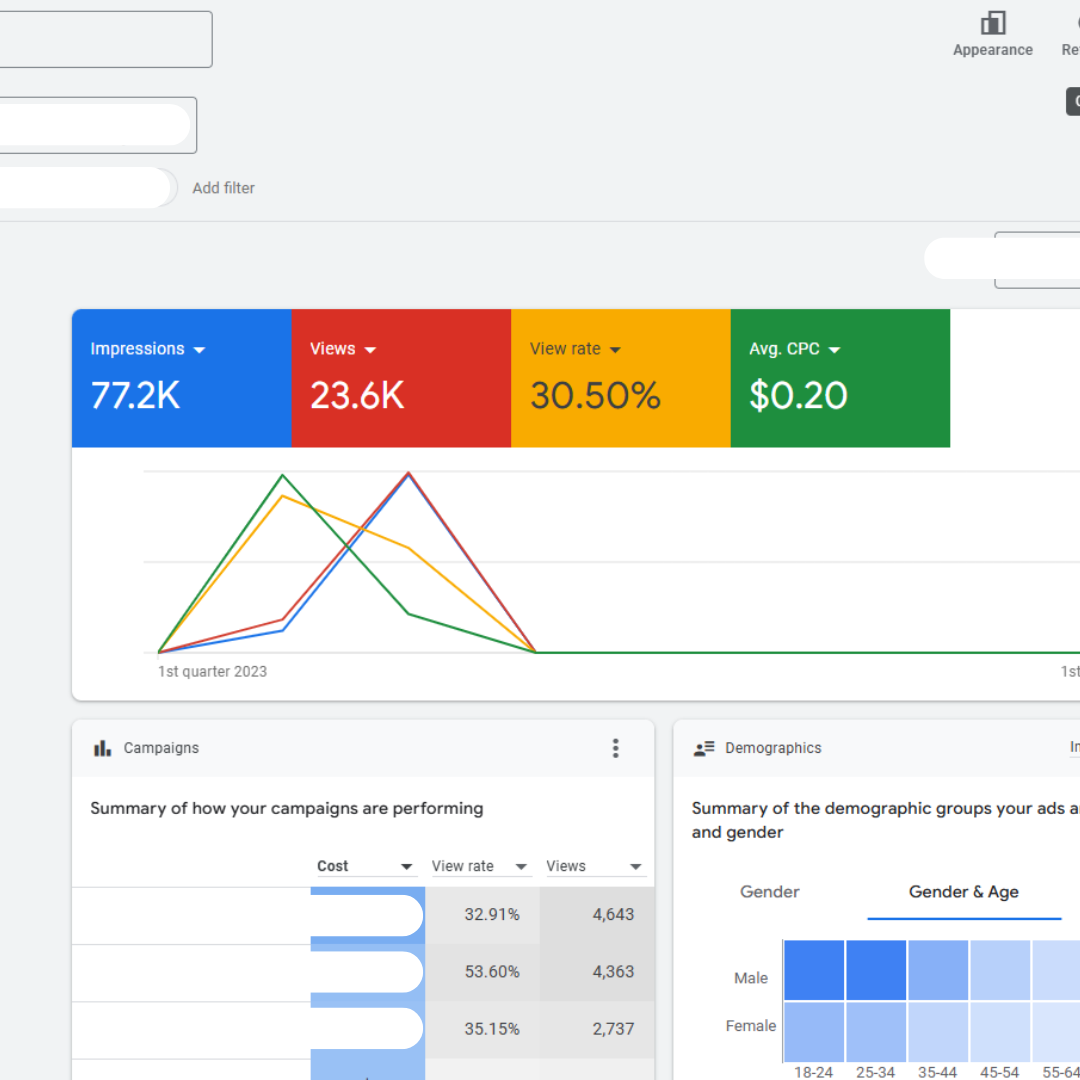 Appearance
Add filter
Impressions
Views
View rate
Avg. CPC
77.2K
23.6K
30.50%
$0.20
1st quarter 2023
1st
Campaigns
Summary of how your campaigns are performing
Cost
View rate
Views
32.91%
4,643
53.60%
4,363
35.15%
2,737
Demographics
Summary of the demographic groups your ads
and gender
Gender
Gender & Age
Male
Female
18-24
25-34
35-44
45-54
55-64